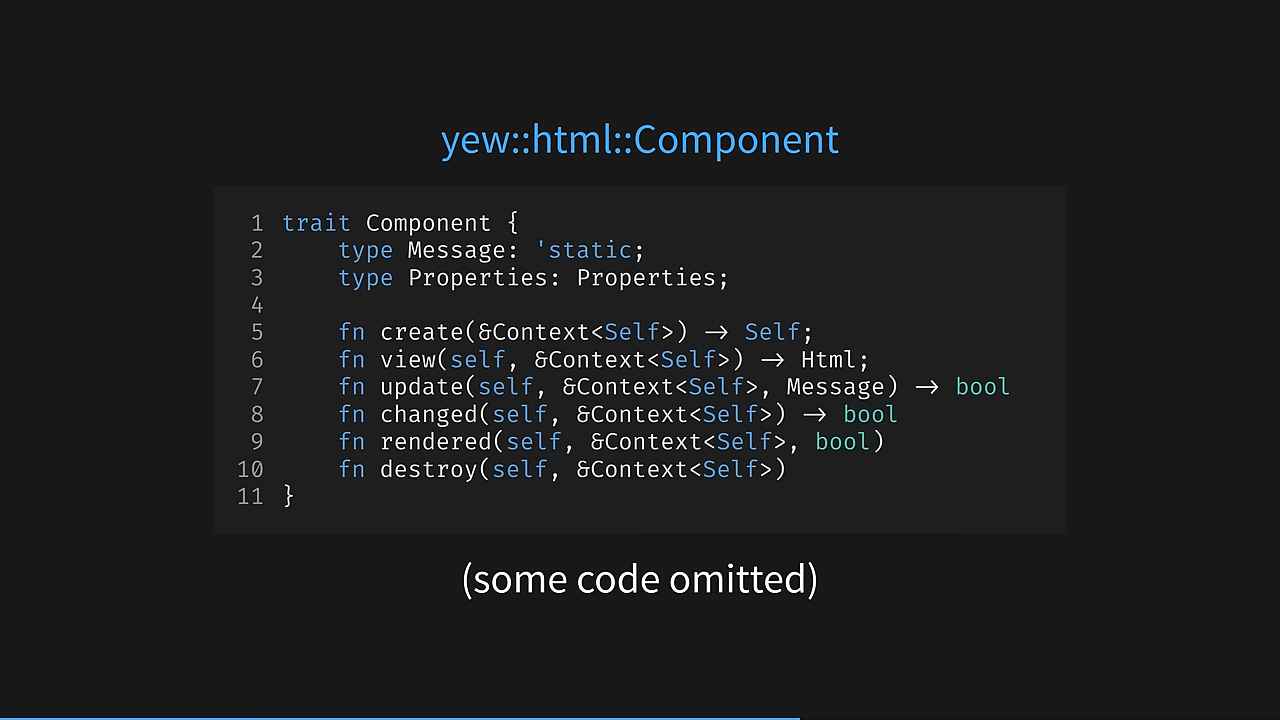 yew::html::Component
1 trait Component {
2     type Message: 'static;
3     type Properties: Properties;
4
5     fn create(&Context<Self>) -> Self;
6     fn view(self, &Context<Self>) -> Html;
7     fn update(self, &Context<Self>, Message) -> bool
8     fn changed(self, &Context<Self>) -> bool
9     fn rendered(self, &Context<Self>, bool)
10     fn destroy(self, &Context<Self>)
11 }
(some code omitted)